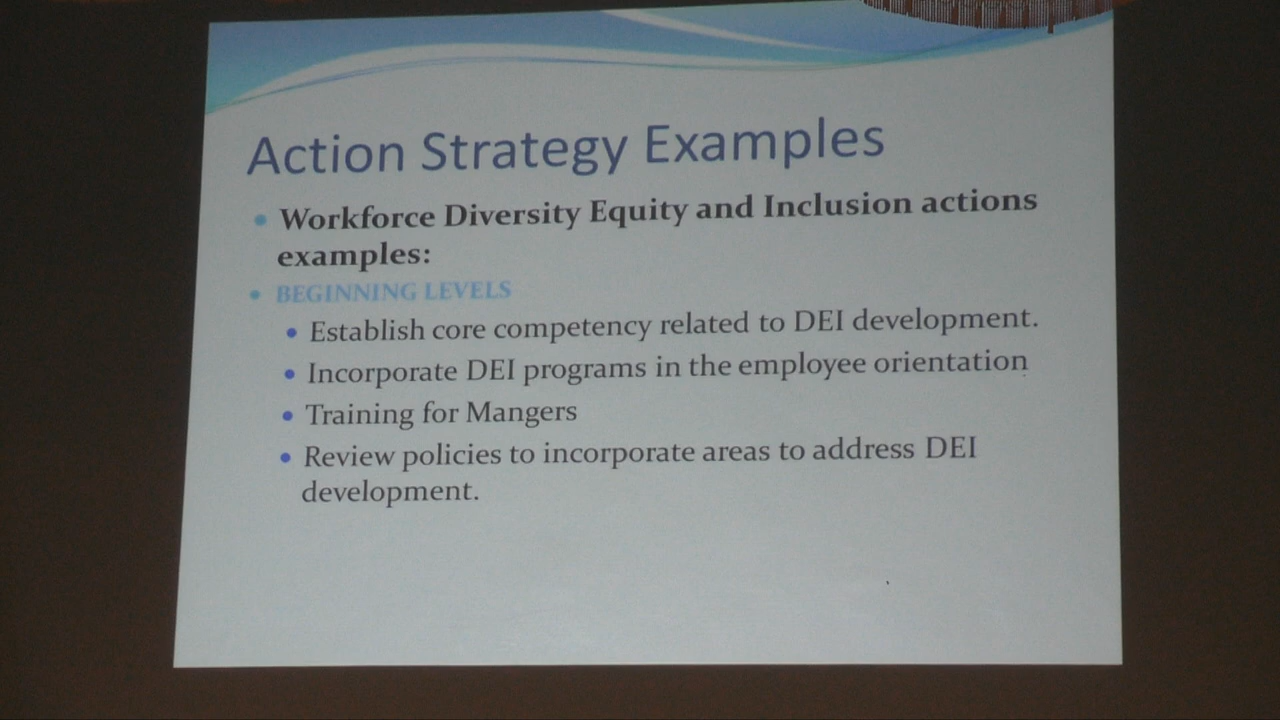 Action Strategy Examples
• Workforce Diversity Equity and Inclusion actions
examples:
• BEGINNING LEVELS
• Establish core competency related to DEI development.
• Incorporate DEI programs in the employee orientation
• Training for Mangers
• Review policies to incorporate areas to address DEI
development.